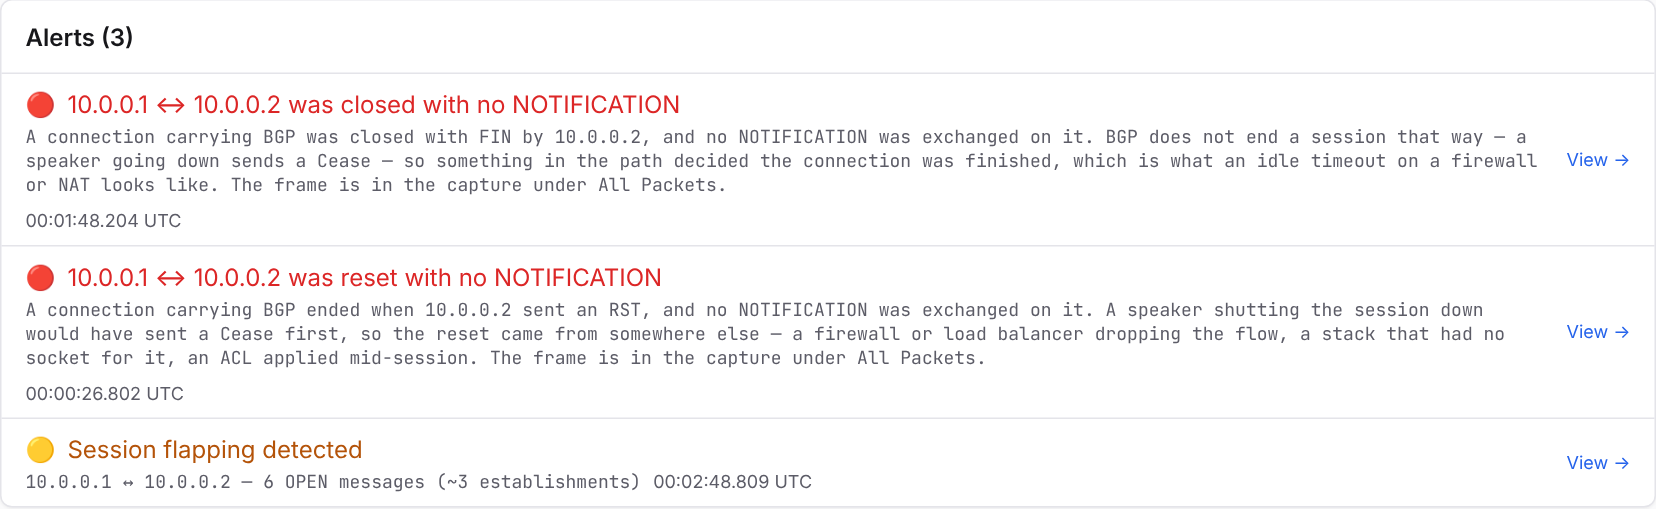 Alerts (3)
10.0.0.1 ↔ 10.0.0.2 was closed with no NOTIFICATION
A connection carrying BGP was closed with FIN by 10.0.0.2, and no NOTIFICATION was exchanged on it. BGP does not end a session that way — a
speaker going down sends a Cease — so something in the path decided the connection was finished, which is what an idle timeout on a firewall
or NAT looks like. The frame is in the capture under All Packets.
View →
00:01:48.204 UTC
10.0.0.1 ↔ 10.0.0.2 was reset with no NOTIFICATION
A connection carrying BGP ended when 10.0.0.2 sent an RST, and no NOTIFICATION was exchanged on it. A speaker shutting the session down
would have sent a Cease first, so the reset came from somewhere else — a firewall or load balancer dropping the flow, a stack that had no
socket for it, an ACL applied mid-session. The frame is in the capture under All Packets.
View →
00:00:26.802 UTC
Session flapping detected
10.0.0.1 ↔ 10.0.0.2 — 6 OPEN messages (~3 establishments) 00:02:48.809 UTC
View →